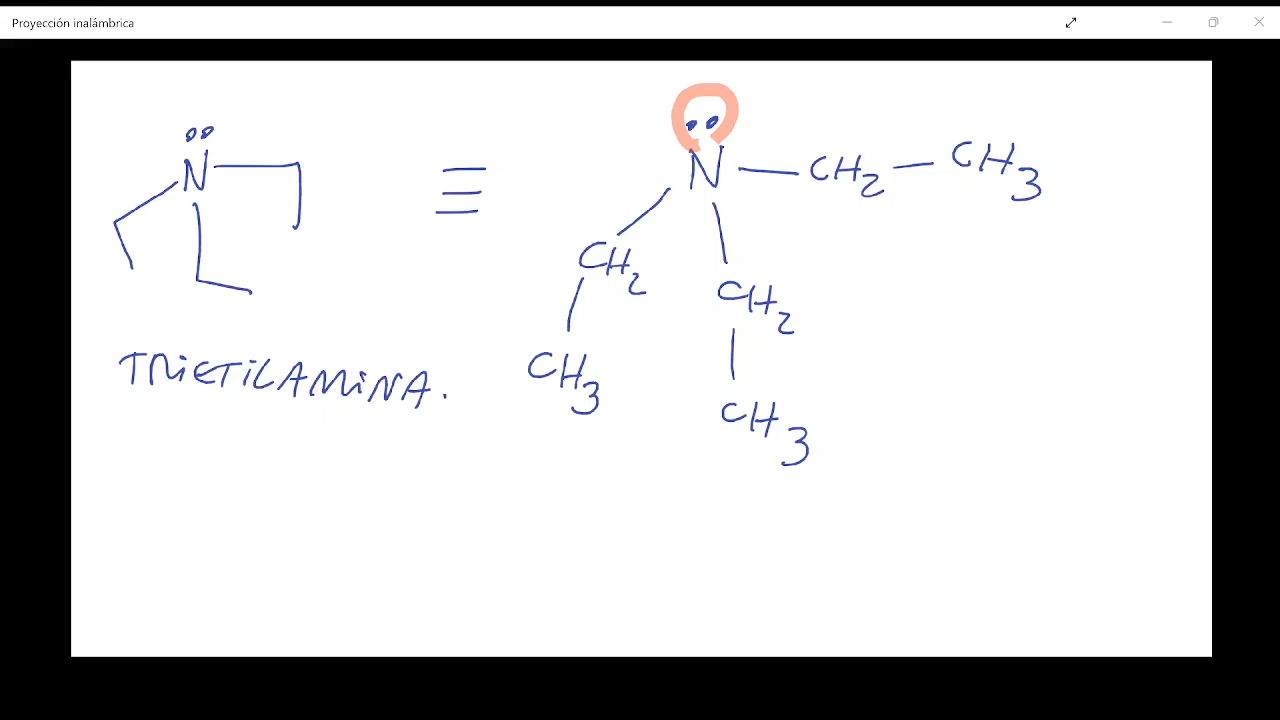 Proyección inalámbrica
N
≡
N — CH2 — CH3
CH2
CH2
CH3
CH3
TRiETiLAMiNA.